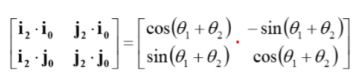 [i₂·i₀ j₂·i₀] = [cos(θ₁+θ₂) −sin(θ₁+θ₂)]
[i₂·j₀ j₂·j₀] [sin(θ₁+θ₂) cos(θ₁+θ₂)]